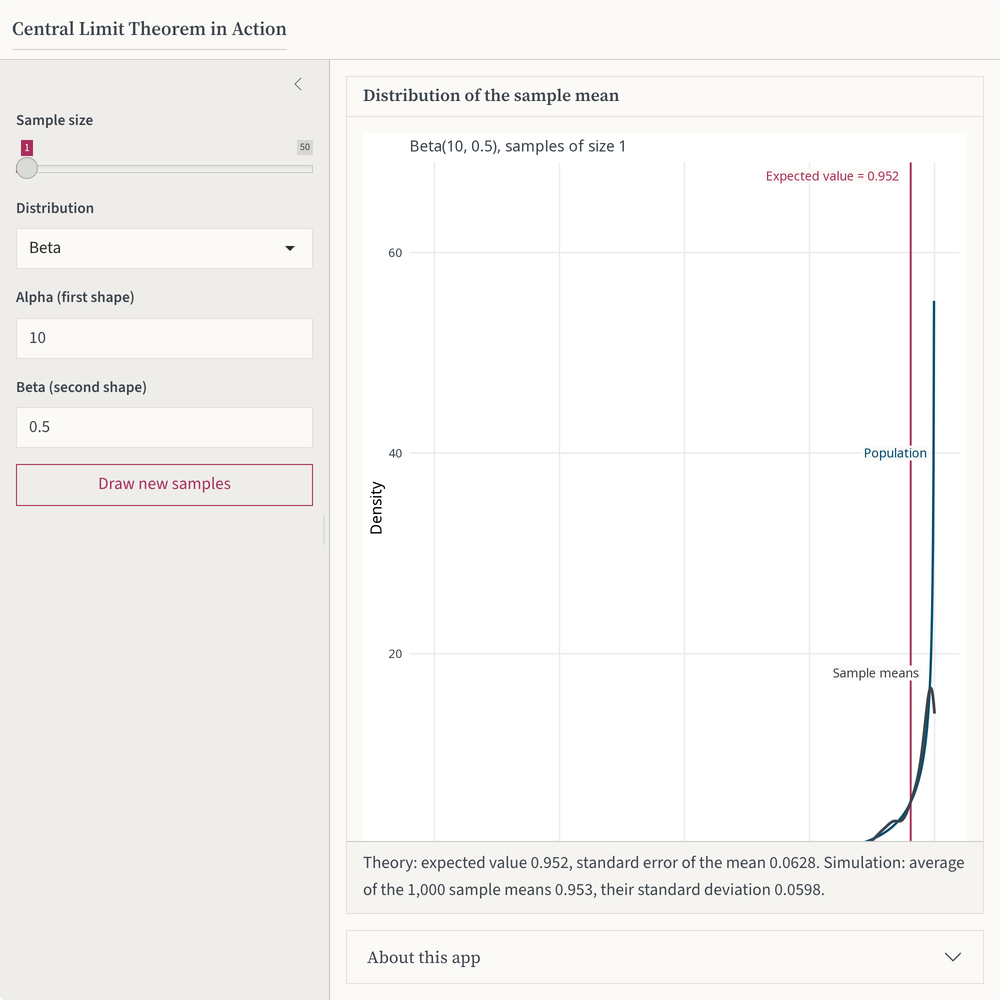 Central Limit Theorem in Action
Sample size
1
50
Distribution
Beta
Alpha (first shape)
10
Beta (second shape)
0.5
Draw new samples
Distribution of the sample mean
Beta(10, 0.5), samples of size 1
Expected value = 0.952
60
Population
40
Density
20
Sample means
Theory: expected value 0.952, standard error of the mean 0.0628. Simulation: average
of the 1,000 sample means 0.953, their standard deviation 0.0598.
About this app